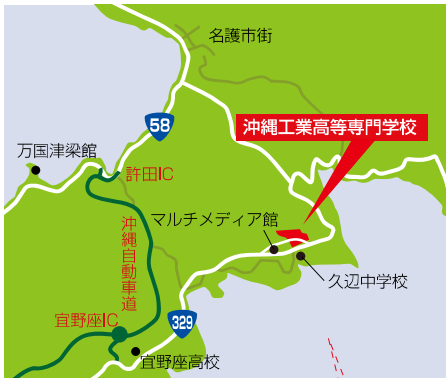 名護市街
58
沖縄工業高等専門学校
万国津梁館
許田IC
マルチメディア館
沖縄自動車道
久辺中学校
宜野座IC
329
宜野座高校